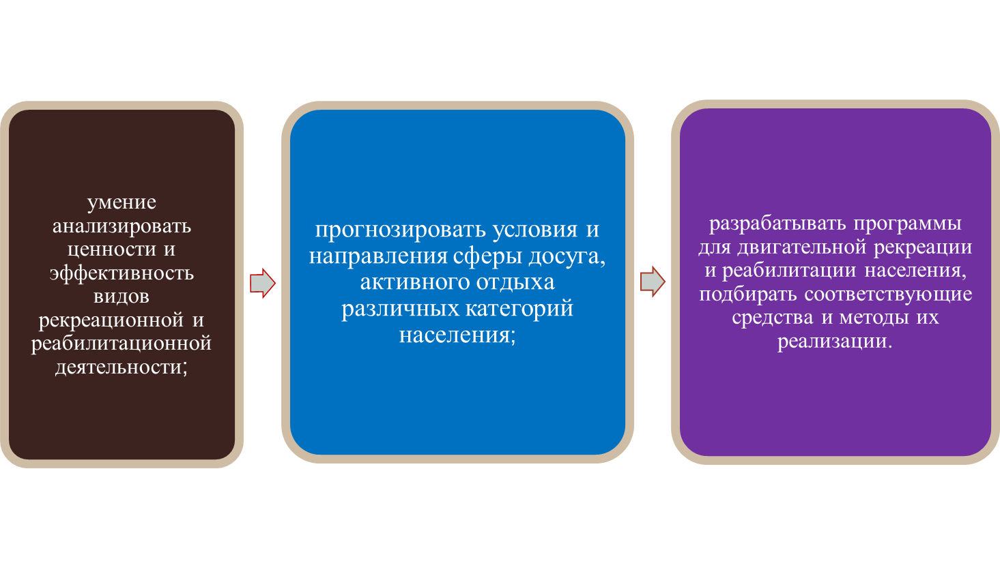 умение
анализировать
ценности и
эффективность
видов
рекреационной и
реабилитационной
деятельности;
прогнозировать условия и
направления сферы досуга,
активного отдыха
различных категорий
населения;
разрабатывать программы
для двигательной рекреации
и реабилитации населения,
подбирать соответствующие
средства и методы их
реализации.